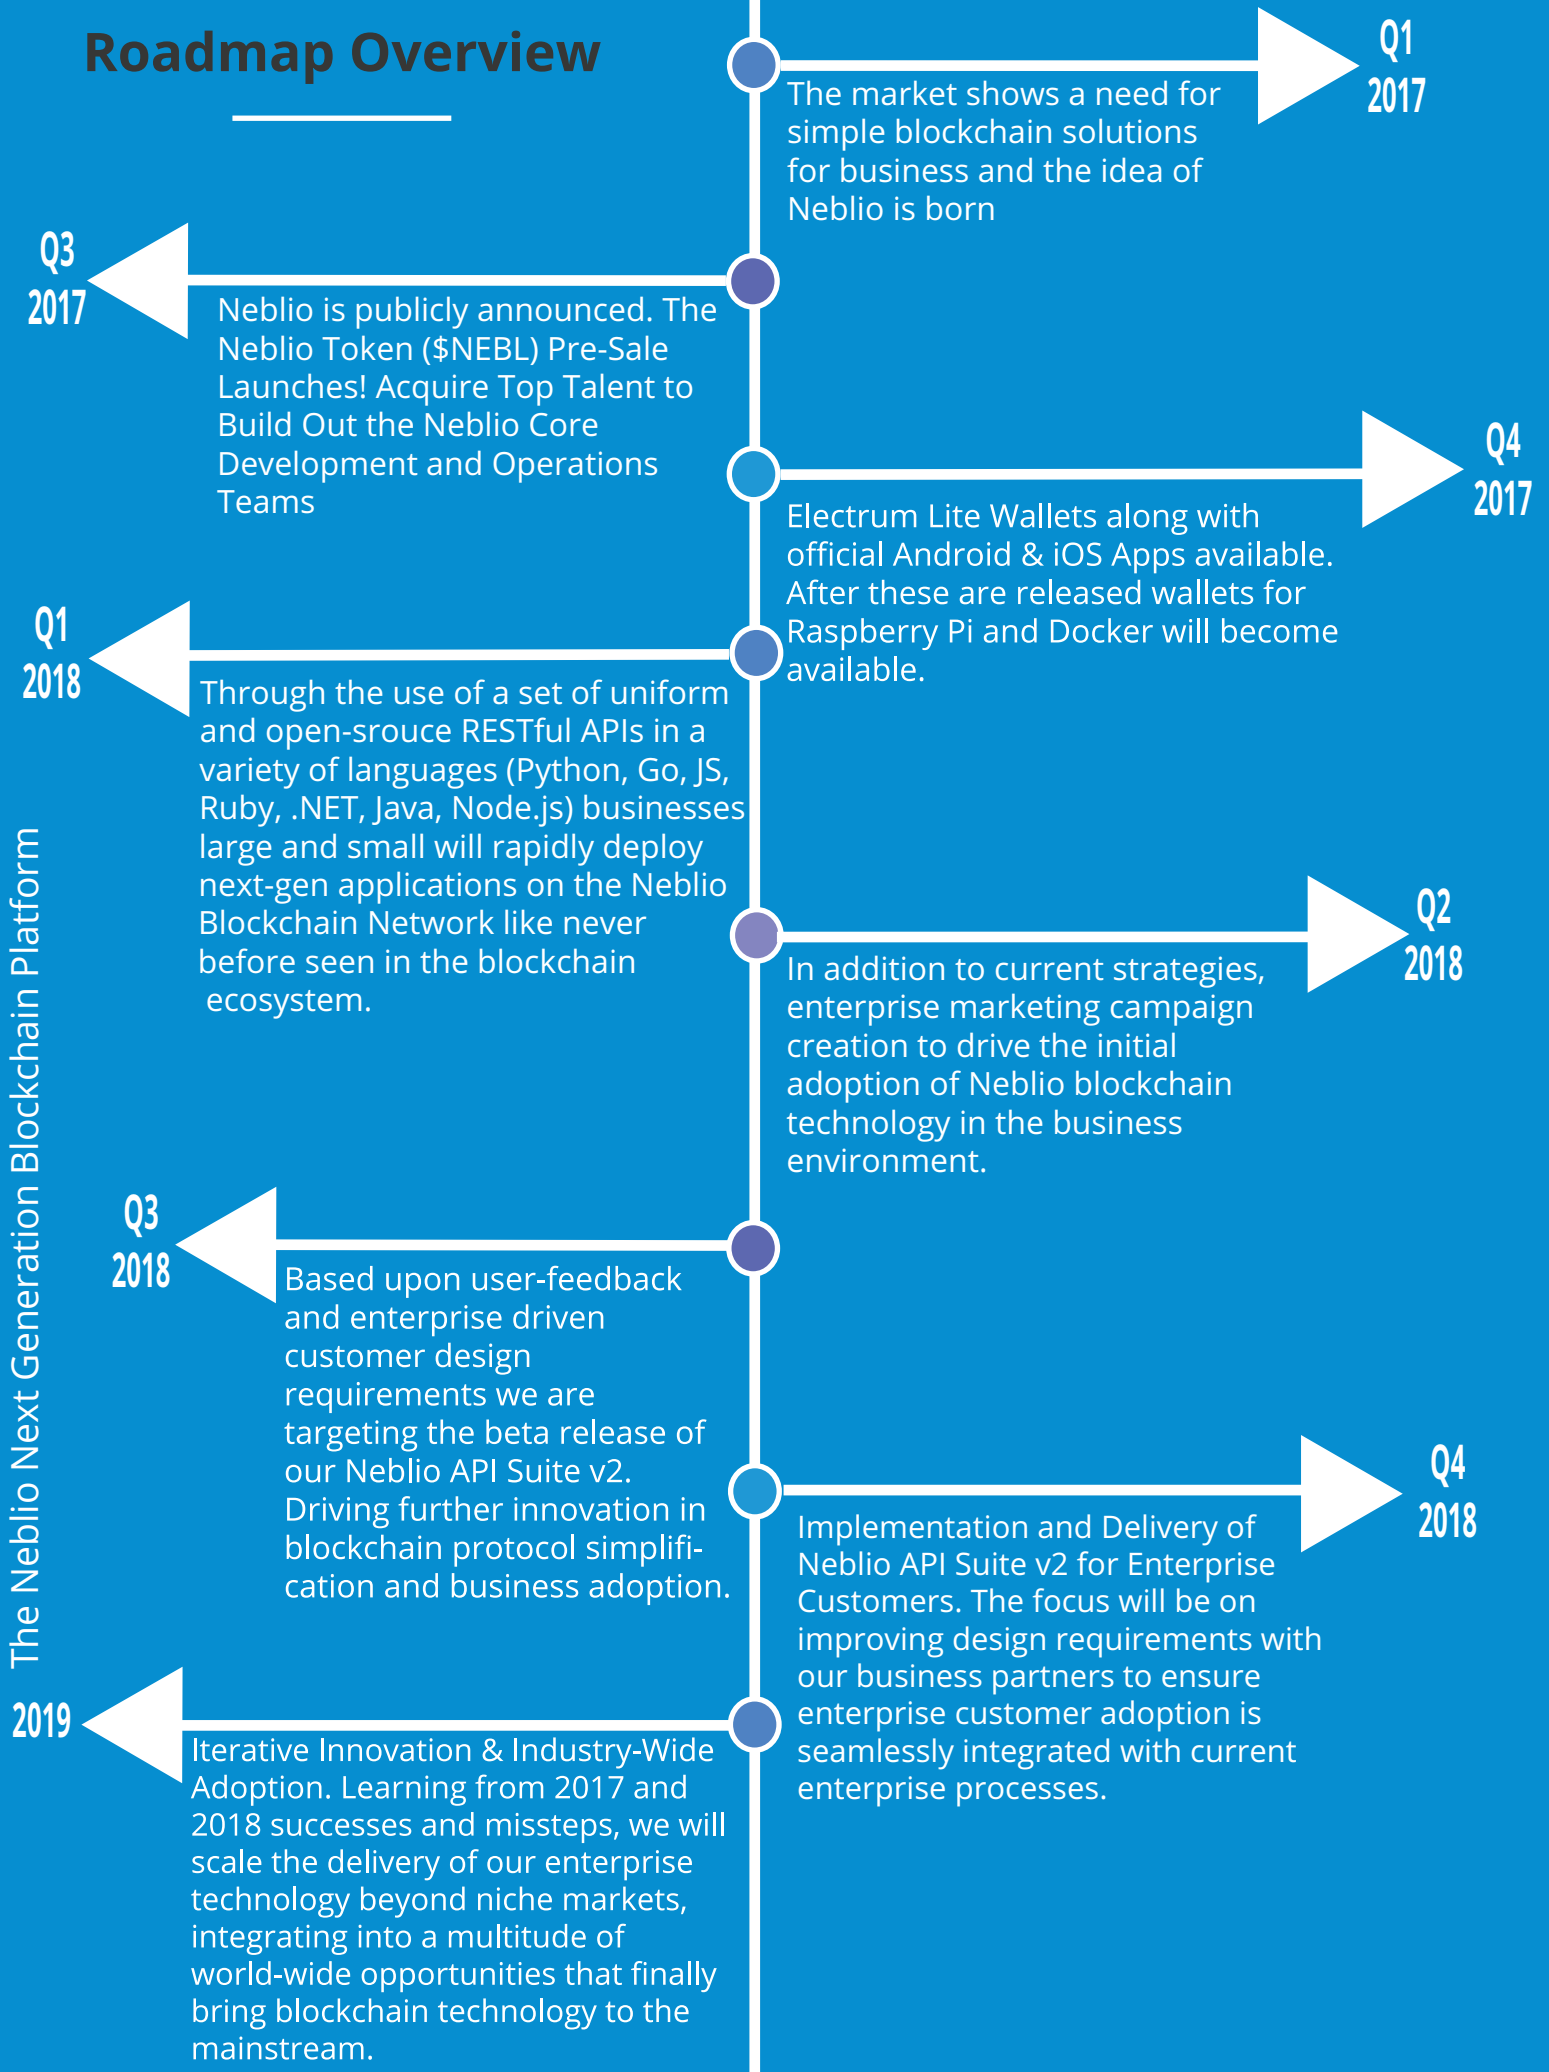 Roadmap Overview
Q1
2017
The market shows a need for
simple blockchain solutions
for business and the idea of
Neblio is born
Q3
2017
Neblio is publicly announced. The
Neblio Token ($NEBL) Pre-Sale
Launches! Acquire Top Talent to
Build Out the Neblio Core
Development and Operations
Teams
Q4
2017
Electrum Lite Wallets along with
official Android & iOS Apps available.
After these are released wallets for
Raspberry Pi and Docker will become
available.
Q1
2018
Through the use of a set of uniform
and open-srouce RESTful APIs in a
variety of languages (Python, Go, JS,
Ruby, .NET, Java, Node.js) businesses
large and small will rapidly deploy
next-gen applications on the Neblio
Blockchain Network like never
before seen in the blockchain
ecosystem.
Q2
2018
In addition to current strategies,
enterprise marketing campaign
creation to drive the initial
adoption of Neblio blockchain
technology in the business
environment.
Q3
2018
Based upon user-feedback
and enterprise driven
customer design
requirements we are
targeting the beta release of
our Neblio API Suite v2.
Driving further innovation in
blockchain protocol simplifi-
cation and business adoption.
Q4
2018
Implementation and Delivery of
Neblio API Suite v2 for Enterprise
Customers. The focus will be on
improving design requirements with
our business partners to ensure
enterprise customer adoption is
seamlessly integrated with current
enterprise processes.
2019
Iterative Innovation & Industry-Wide
Adoption. Learning from 2017 and
2018 successes and missteps, we will
scale the delivery of our enterprise
technology beyond niche markets,
integrating into a multitude of
world-wide opportunities that finally
bring blockchain technology to the
mainstream.
The Neblio Next Generation Blockchain Platform